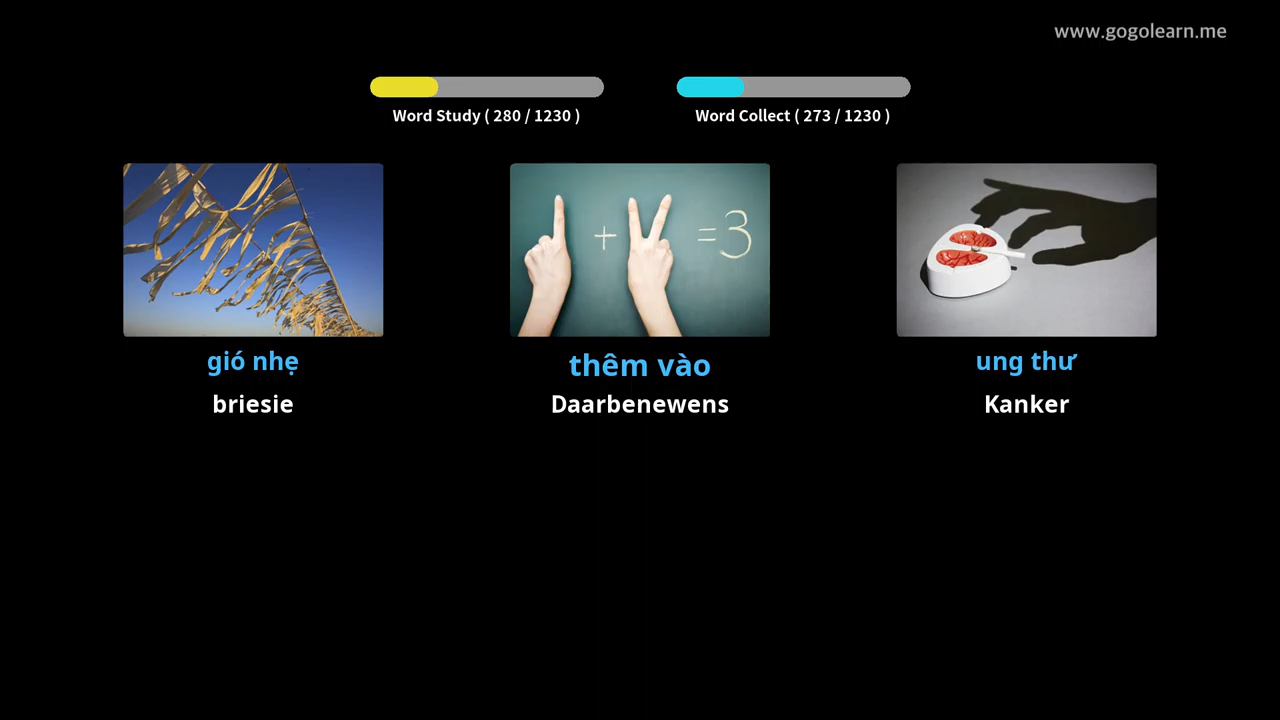 www.gogolearn.me
Word Study ( 280 / 1230 )
Word Collect ( 273 / 1230 )
+ =3
gió nhẹ
thêm vào
ung thư
briesie
Daarbenewens
Kanker